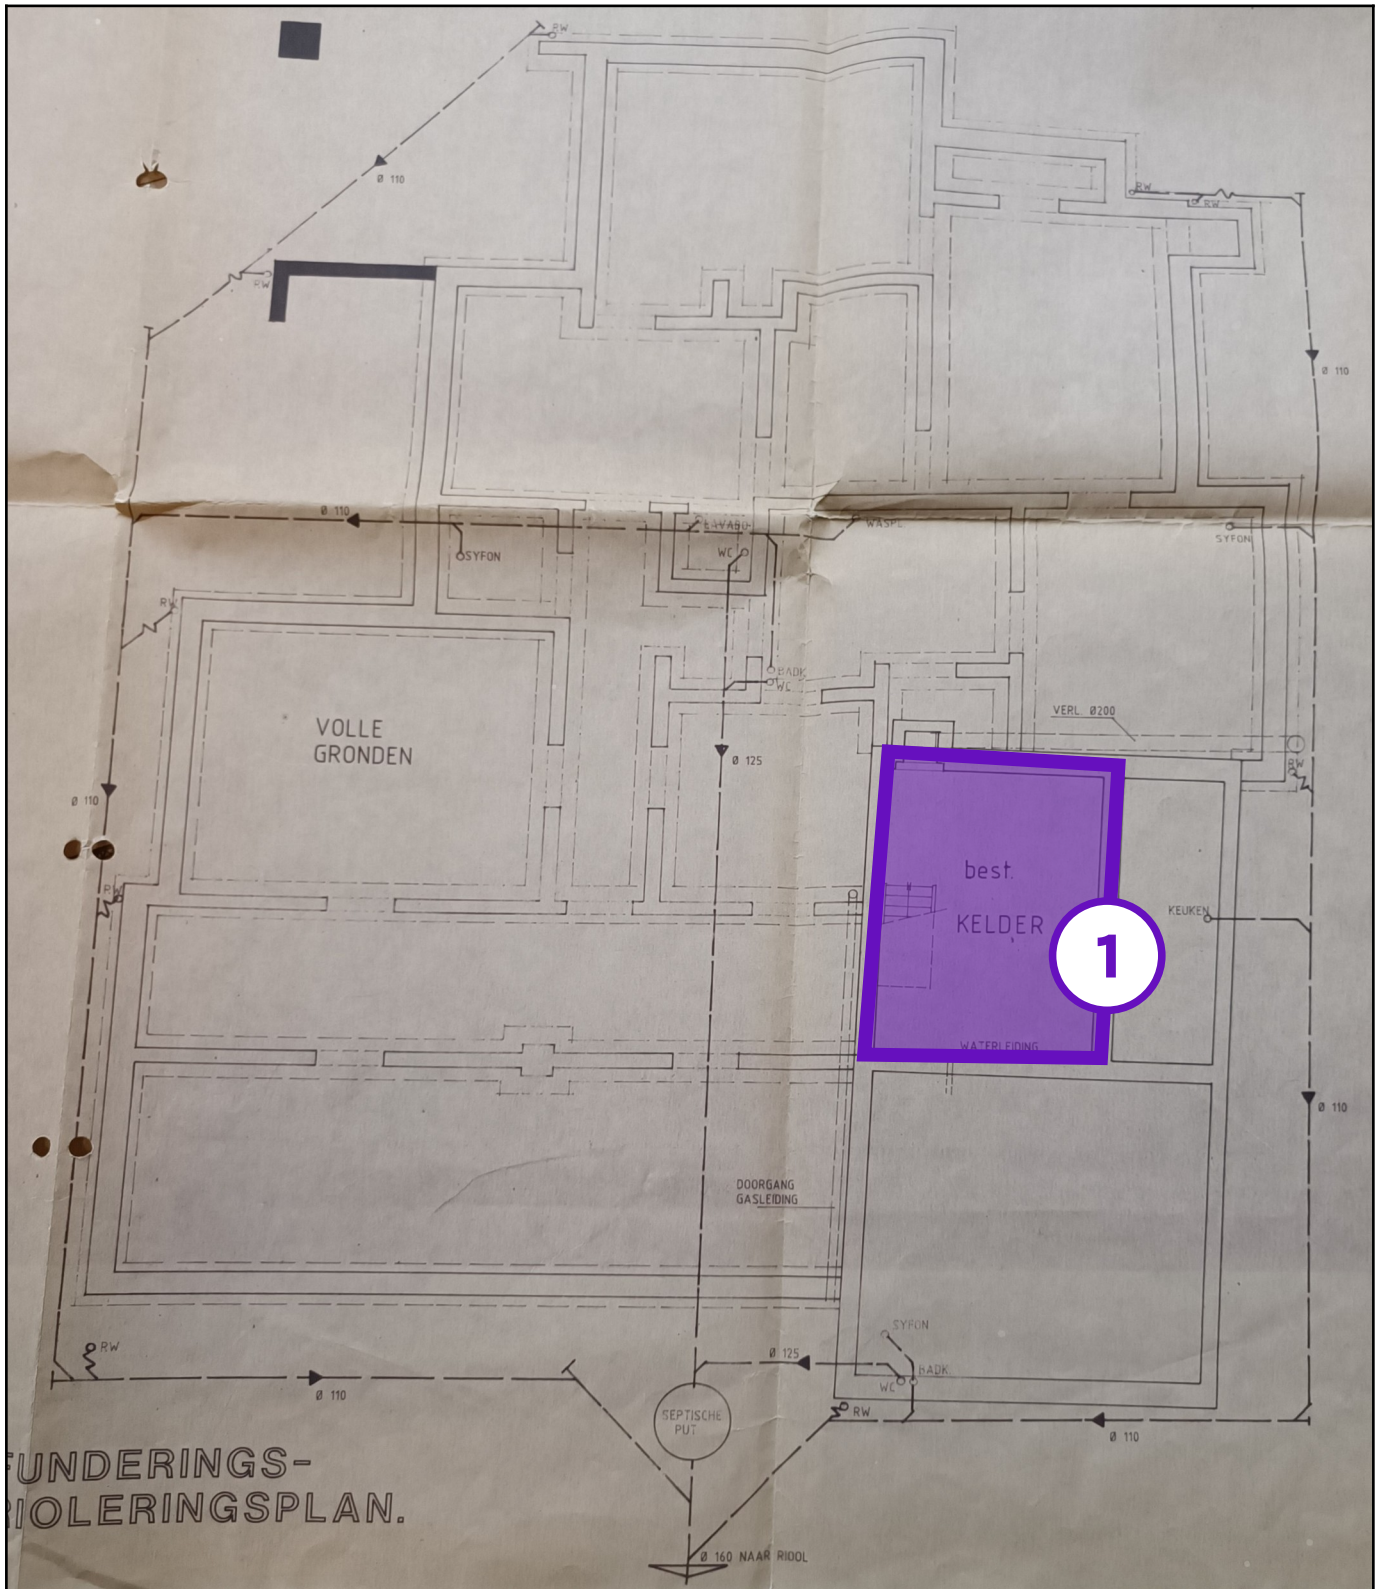 RW
Ø 110
RW
RW
RW
Ø 110
Ø 110
LAVABO
WASPL
SYFON
WC
SYFON
RW
BADK
WC
VERL Ø200
VOLLE
GRONDEN
Ø 125
RW
Ø 110
best.
KELDER
RW
KEUKEN
1
WATERLEIDING
Ø 110
DOORGANG
GASLEIDING
SYFON
RW
Ø 125
BADK
WC
Ø 110
RW
SEPTISCHE
PUT
Ø 110
FUNDERINGS-
RIOLERINGSPLAN.
Ø 160 NAAR RIOOL